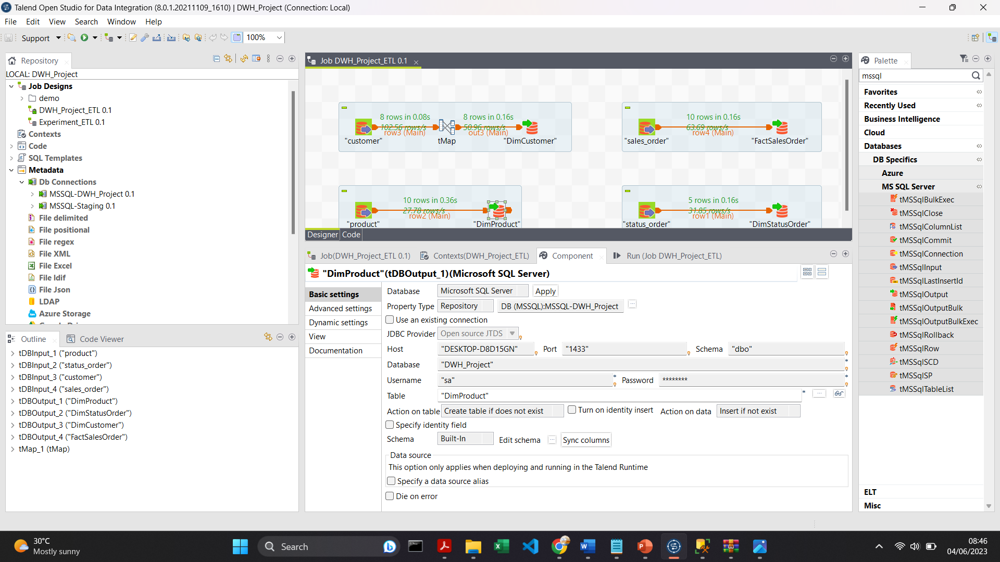 Talend Open Studio for Data Integration (8.0.1.20211109_1610) | DWH_Project (Connection: Local)
File Edit View Search Window Help
Support 100%
Repository
LOCAL: DWH_Project
Job Designs
demo
DWH_Project_ETL 0.1
Experiment_ETL 0.1
Contexts
Code
SQL Templates
Metadata
Db Connections
MSSQL-DWH_Project 0.1
MSSQL-Staging 0.1
File delimited
File positional
File regex
File XML
File Excel
File ldif
File Json
LDAP
Azure Storage
Outline Code Viewer
tDBInput_1 ("product")
tDBInput_2 ("status_order")
tDBInput_3 ("customer")
tDBInput_4 ("sales_order")
tDBOutput_1 ("DimProduct")
tDBOutput_2 ("DimStatusOrder")
tDBOutput_3 ("DimCustomer")
tDBOutput_4 ("FactSalesOrder")
tMap_1 (tMap)
Job DWH_Project_ETL 0.1
8 rows in 0.08s 8 rows in 0.16s
102.56 rows/s 50.96 rows/s
row3 (Main) out3 (Main)
"customer" tMap "DimCustomer"
10 rows in 0.16s
63.69 rows/s
row4 (Main)
"sales_order" "FactSalesOrder"
10 rows in 0.36s
27.78 rows/s
row2 (Main)
"product" "DimProduct"
5 rows in 0.16s
31.85 rows/s
row1 (Main)
"status_order" "DimStatusOrder"
Designer Code
Job(DWH_Project_ETL 0.1) Contexts(DWH_Project_ETL) Component Run (Job DWH_Project_ETL)
"DimProduct"(tDBOutput_1)(Microsoft SQL Server)
Basic settings
Advanced settings
Dynamic settings
View
Documentation
Database Microsoft SQL Server Apply
Property Type Repository DB (MSSQL):MSSQL-DWH_Project ...
Use an existing connection
JDBC Provider Open source JTDS
Host "DESKTOP-D8D15GN" Port "1433" Schema "dbo"
Database "DWH_Project" *
Username "sa" * Password ******** *
Table "DimProduct" * ...
Action on table Create table if does not exist Turn on identity insert Action on data Insert if not exist
Specify identity field
Schema Built-In Edit schema ... Sync columns
Data source
This option only applies when deploying and running in the Talend Runtime
Specify a data source alias
Die on error
Palette
mssql
Favorites
Recently Used
Business Intelligence
Cloud
Databases
DB Specifics
Azure
MS SQL Server
tMSSqlBulkExec
tMSSqlClose
tMSSqlColumnList
tMSSqlCommit
tMSSqlConnection
tMSSqlInput
tMSSqlLastInsertId
tMSSqlOutput
tMSSqlOutputBulk
tMSSqlOutputBulkExec
tMSSqlRollback
tMSSqlRow
tMSSqlSCD
tMSSqlSP
tMSSqlTableList
ELT
Misc
30°C
Mostly sunny
Search
08:46
04/06/2023